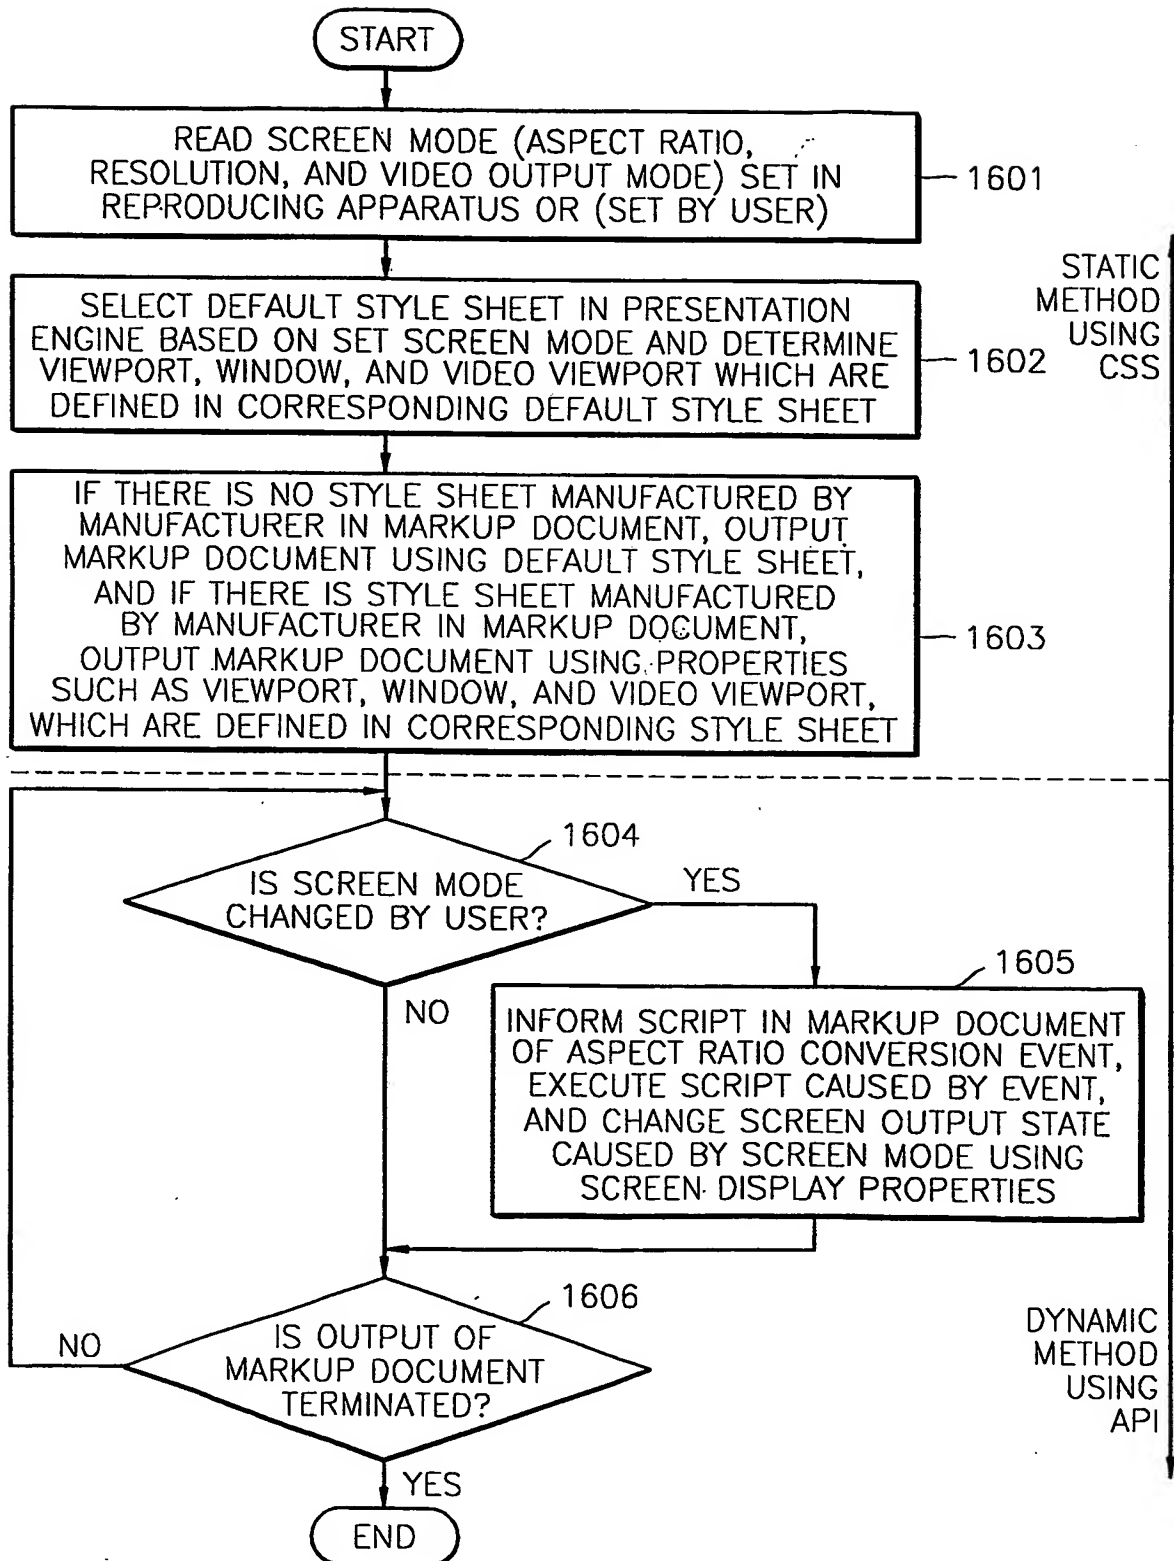 START
READ SCREEN MODE (ASPECT RATIO,
RESOLUTION, AND VIDEO OUTPUT MODE) SET IN
REPRODUCING APPARATUS OR (SET BY USER)
1601
STATIC
METHOD
USING
CSS
SELECT DEFAULT STYLE SHEET IN PRESENTATION
ENGINE BASED ON SET SCREEN MODE AND DETERMINE
VIEWPORT, WINDOW, AND VIDEO VIEWPORT WHICH ARE
DEFINED IN CORRESPONDING DEFAULT STYLE SHEET
1602
IF THERE IS NO STYLE SHEET MANUFACTURED BY
MANUFACTURER IN MARKUP DOCUMENT, OUTPUT
MARKUP DOCUMENT USING DEFAULT STYLE SHEET,
AND IF THERE IS STYLE SHEET MANUFACTURED
BY MANUFACTURER IN MARKUP DOCUMENT,
OUTPUT MARKUP DOCUMENT USING PROPERTIES
SUCH AS VIEWPORT, WINDOW, AND VIDEO VIEWPORT,
WHICH ARE DEFINED IN CORRESPONDING STYLE SHEET
1603
1604
IS SCREEN MODE
CHANGED BY USER?
YES
NO
1605
INFORM SCRIPT IN MARKUP DOCUMENT
OF ASPECT RATIO CONVERSION EVENT,
EXECUTE SCRIPT CAUSED BY EVENT,
AND CHANGE SCREEN OUTPUT STATE
CAUSED BY SCREEN MODE USING
SCREEN DISPLAY PROPERTIES
1606
IS OUTPUT OF
MARKUP DOCUMENT
TERMINATED?
NO
YES
DYNAMIC
METHOD
USING
API
END